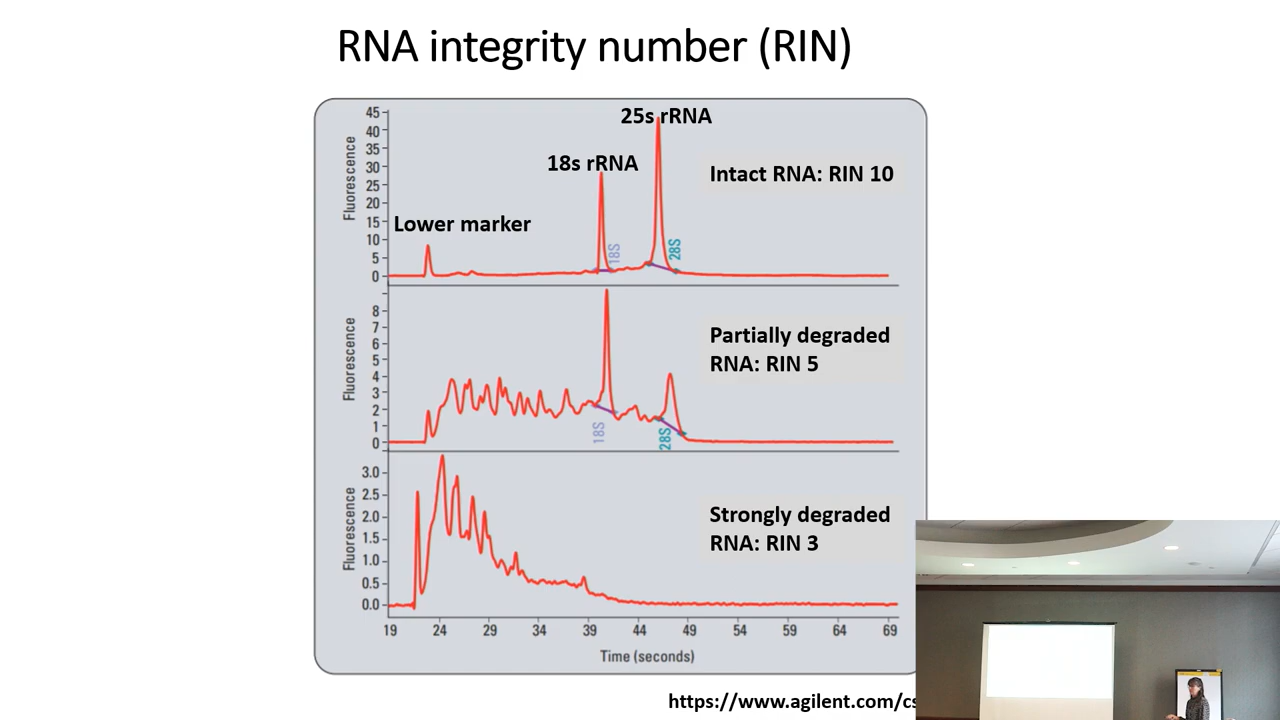 RNA integrity number (RIN)
45
40
35
30
25
20
15
10
5
0
Fluorescence
25s rRNA
18s rRNA
Lower marker
Intact RNA: RIN 10
18S
28S
8
7
6
5
4
3
2
1
0
Fluorescence
Partially degraded
RNA: RIN 5
18S
28S
3.0
2.5
2.0
1.5
1.0
0.5
0.0
Fluorescence
Strongly degraded
RNA: RIN 3
19 24 29 34 39 44 49 54 59 64 69
Time (seconds)
https://www.agilent.com/cs